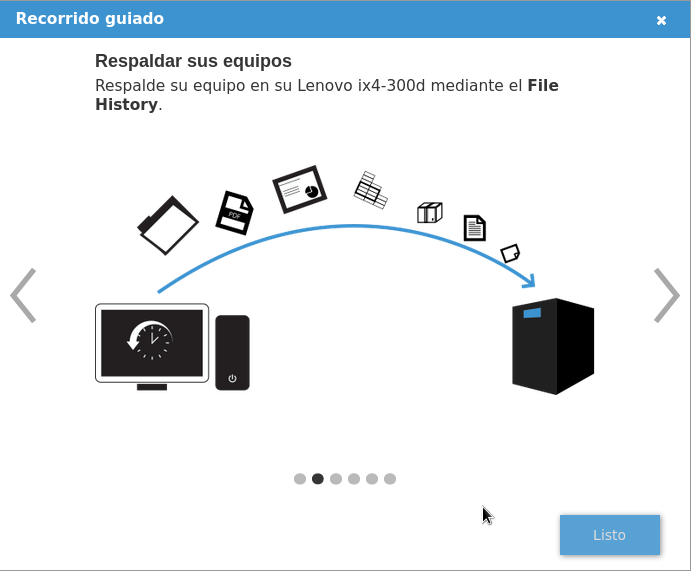 Recorrido guiado
Respaldar sus equipos
Respalde su equipo en su Lenovo ix4-300d mediante el File
History.
PDF
Listo